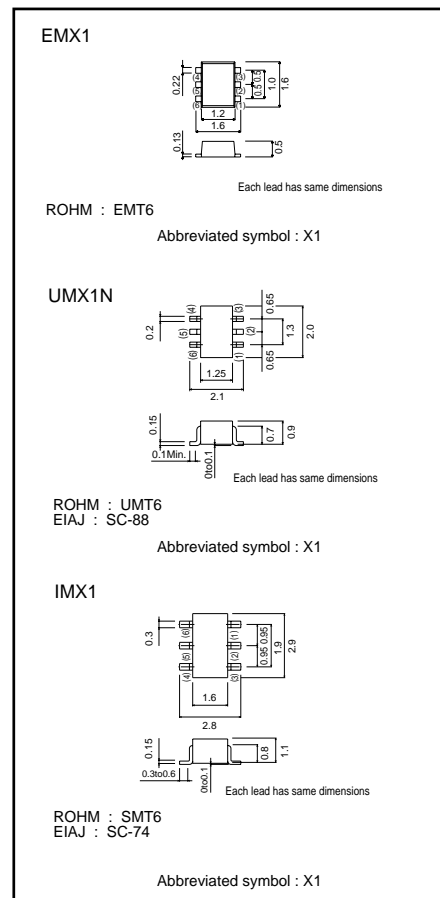 EMX1
0.22
(4)
(3)
(5)
(2)
(6)
(1)
0.5 0.5
1.0
1.6
1.2
1.6
0.13
0.5
Each lead has same dimensions
ROHM : EMT6
Abbreviated symbol : X1
UMX1N
0.2
(4)
(3)
(5)
(2)
(6)
(1)
0.65
0.65
1.3
2.0
1.25
2.1
0.15
0.1Min.
0to0.1
0.7
0.9
Each lead has same dimensions
ROHM : UMT6
EIAJ : SC-88
Abbreviated symbol : X1
IMX1
0.3
(6)
(1)
(5)
(2)
(4)
(3)
0.95 0.95
1.9
2.9
1.6
2.8
0.15
0.3to0.6
0to0.1
0.8
1.1
Each lead has same dimensions
ROHM : SMT6
EIAJ : SC-74
Abbreviated symbol : X1